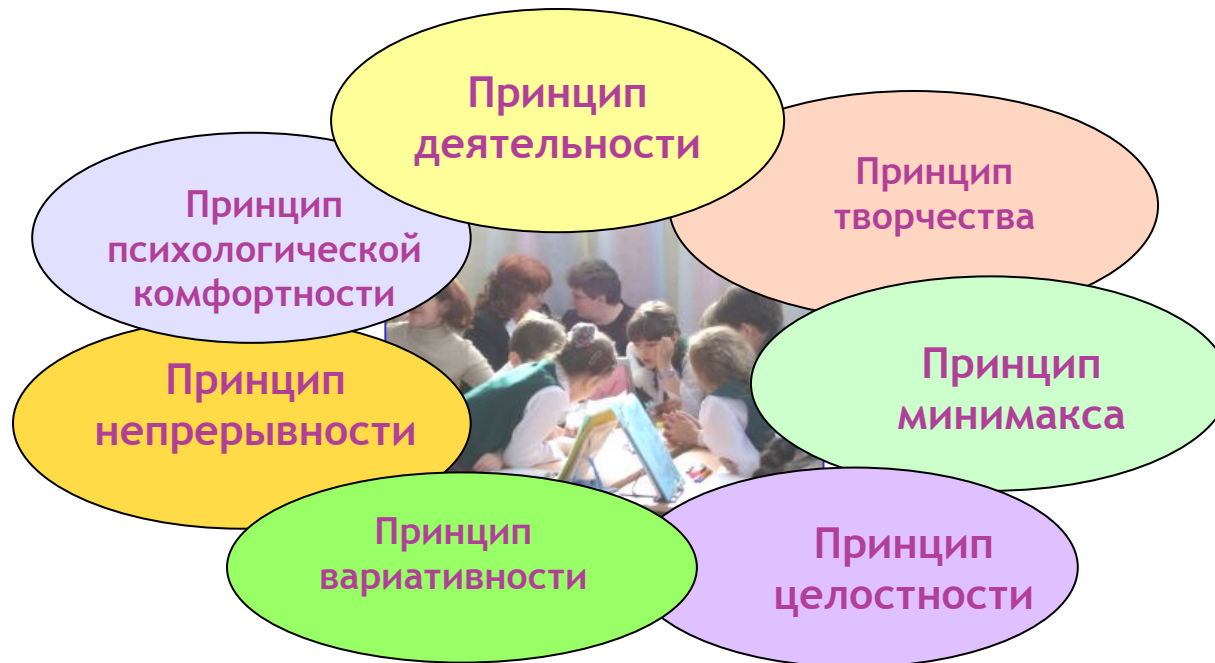 Принцип
деятельности
Принцип
творчества
Принцип
психологической
комфортности
Принцип
минимакса
Принцип
непрерывности
Принцип
вариативности
Принцип
целостности